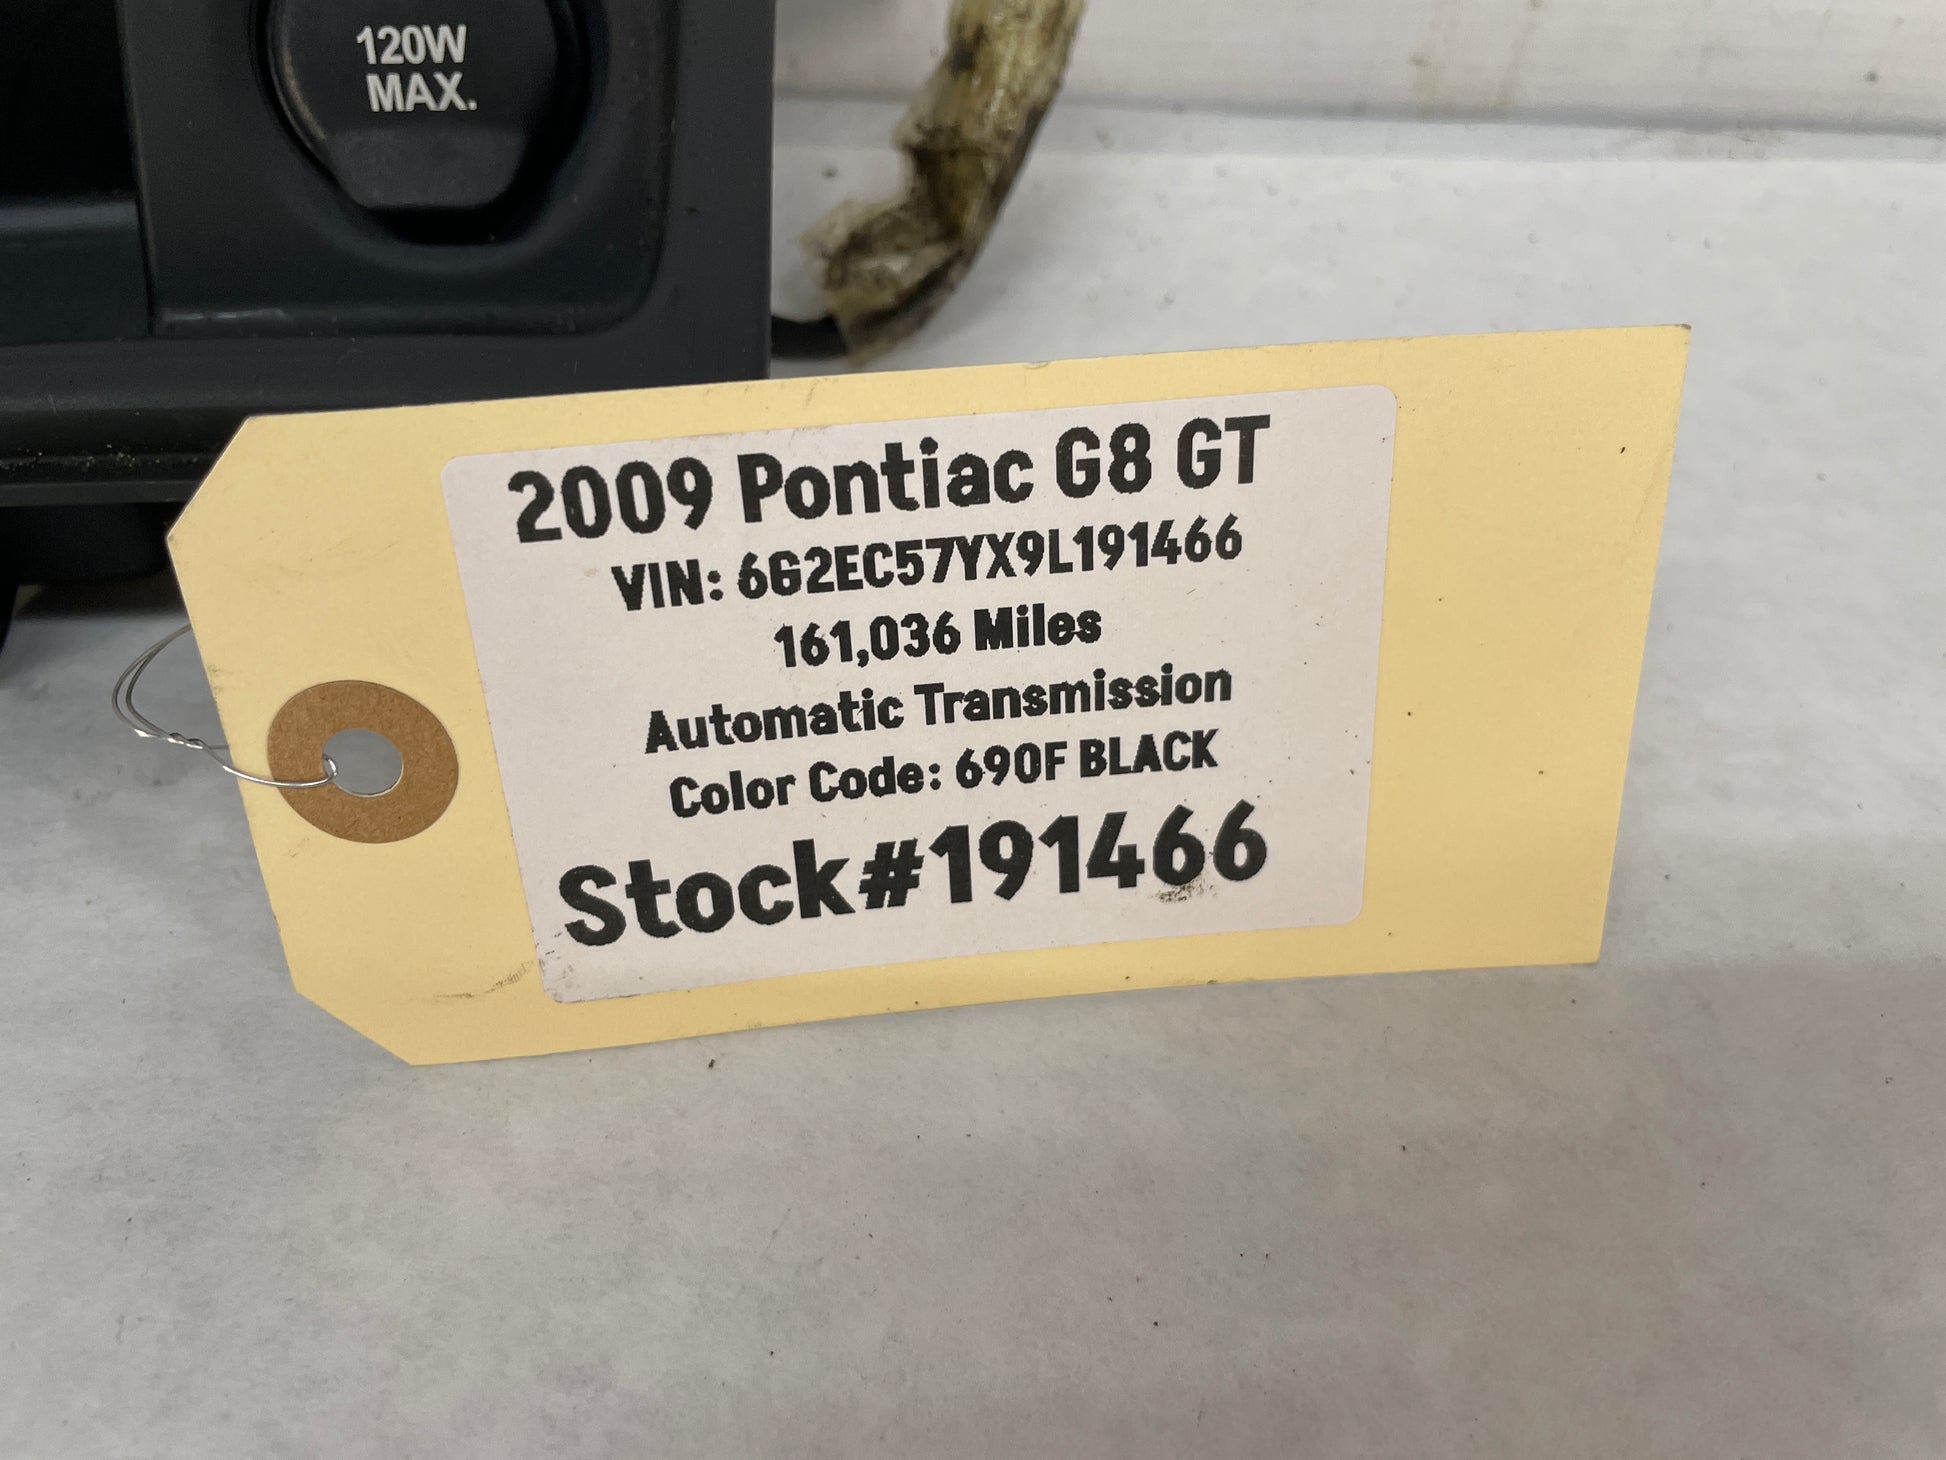 120W
MAX.
2009 Pontiac G8 GT
VIN: 6G2EC57YX9L191466
161,036 Miles
Automatic Transmission
Color Code: 690F BLACK
Stock#191466